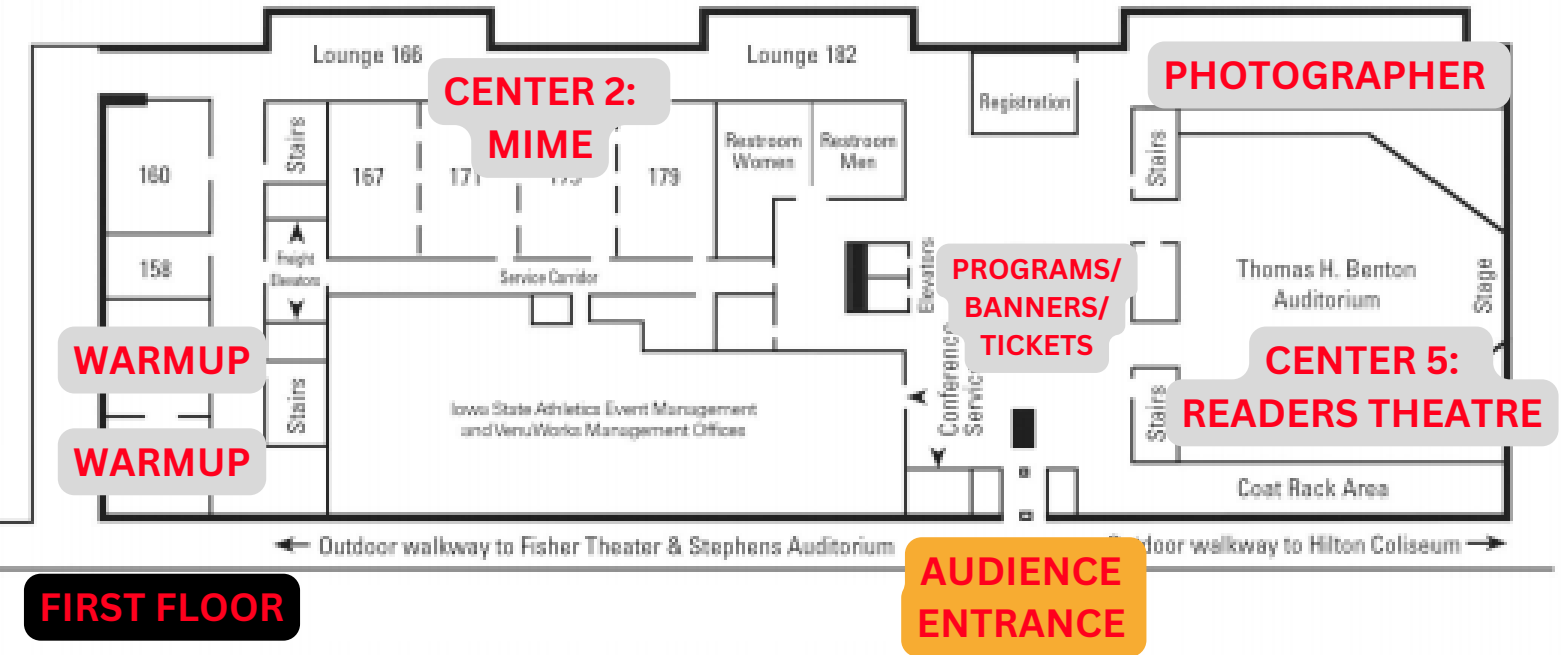 Lounge 166
Lounge 182
CENTER 2:
MIME
PHOTOGRAPHER
Registration
Stairs
Stairs
160
167
171
179
Restroom
Women
Restroom
Men
158
Freight
Elevators
Service Corridor
Elevators
PROGRAMS/
BANNERS/
TICKETS
Thomas H. Benton
Auditorium
Stage
WARMUP
WARMUP
Stairs
Iowa State Athletics Event Management
and VenuWorks Management Offices
Conference
CENTER 5:
READERS THEATRE
Stairs
Coat Rack Area
Outdoor walkway to Fisher Theater & Stephens Auditorium
walkway to Hilton Coliseum
AUDIENCE
ENTRANCE
FIRST FLOOR